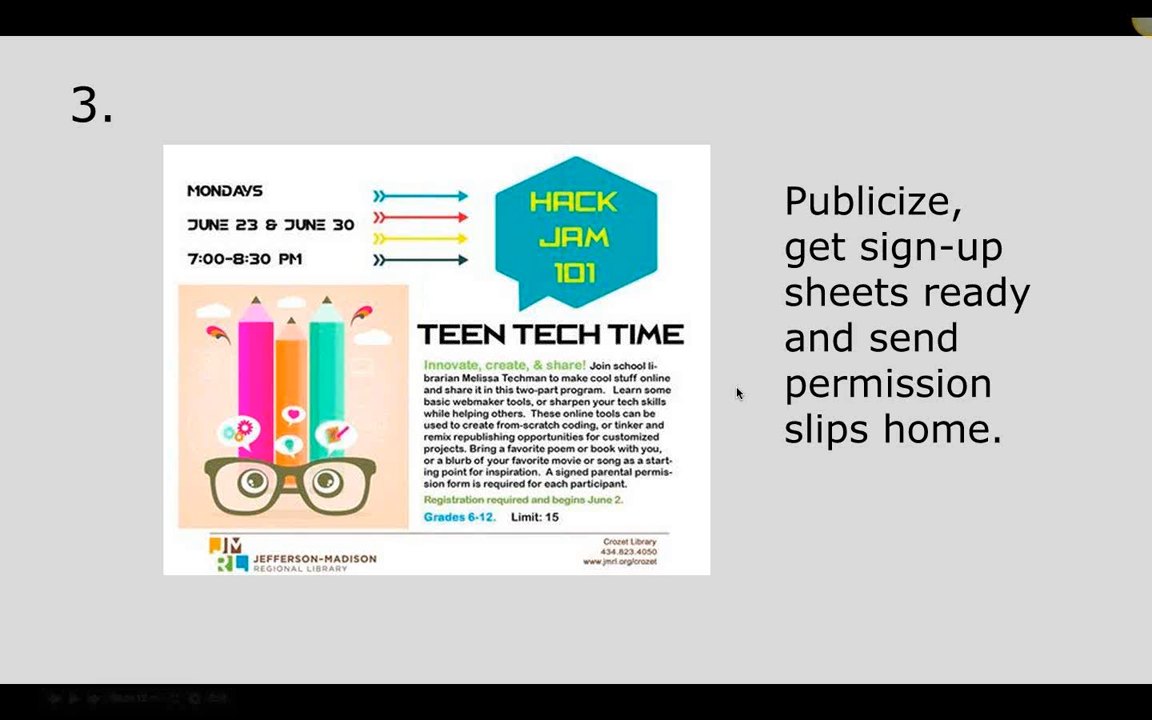 3.
MONDAYS
JUNE 23 & JUNE 30
7:00-8:30 PM
HACK
JAM
101
TEEN TECH TIME
Innovate, create, & share! Join school li-
brarian Melissa Techman to make cool stuff online
and share it in this two-part program. Learn some
basic webmaker tools, or sharpen your tech skills
while helping others. These online tools can be
used to create from-scratch coding, or tinker and
remix republishing opportunities for customized
projects. Bring a favorite poem or book with you,
or a blurb of your favorite movie or song as a start-
ing point for inspiration. A signed parental permis-
sion form is required for each participant.
Registration required and begins June 2.
Grades 6-12. Limit: 15
JMRL
JEFFERSON-MADISON
REGIONAL LIBRARY
Crozet Library
434.823.4050
www.jmrl.org/crozet
Publicize,
get sign-up
sheets ready
and send
permission
slips home.